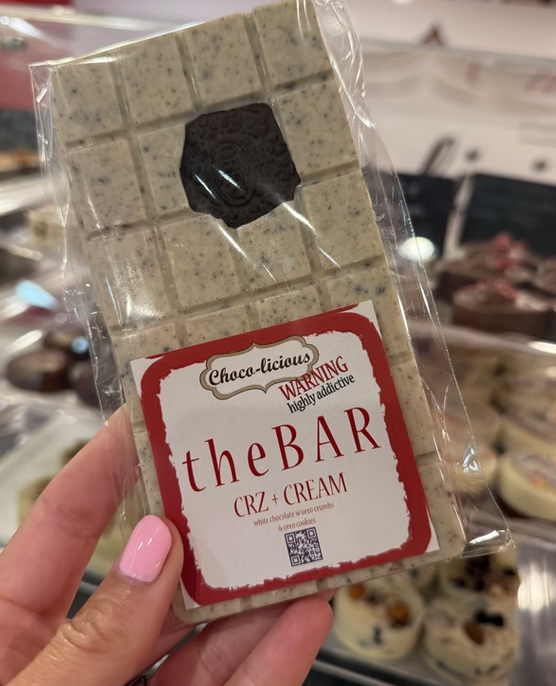 Choco-licious
WARNING
highly addictive
theBAR
CRZ + CREAM
white chocolate w oreo crumbs
& oreo cookies